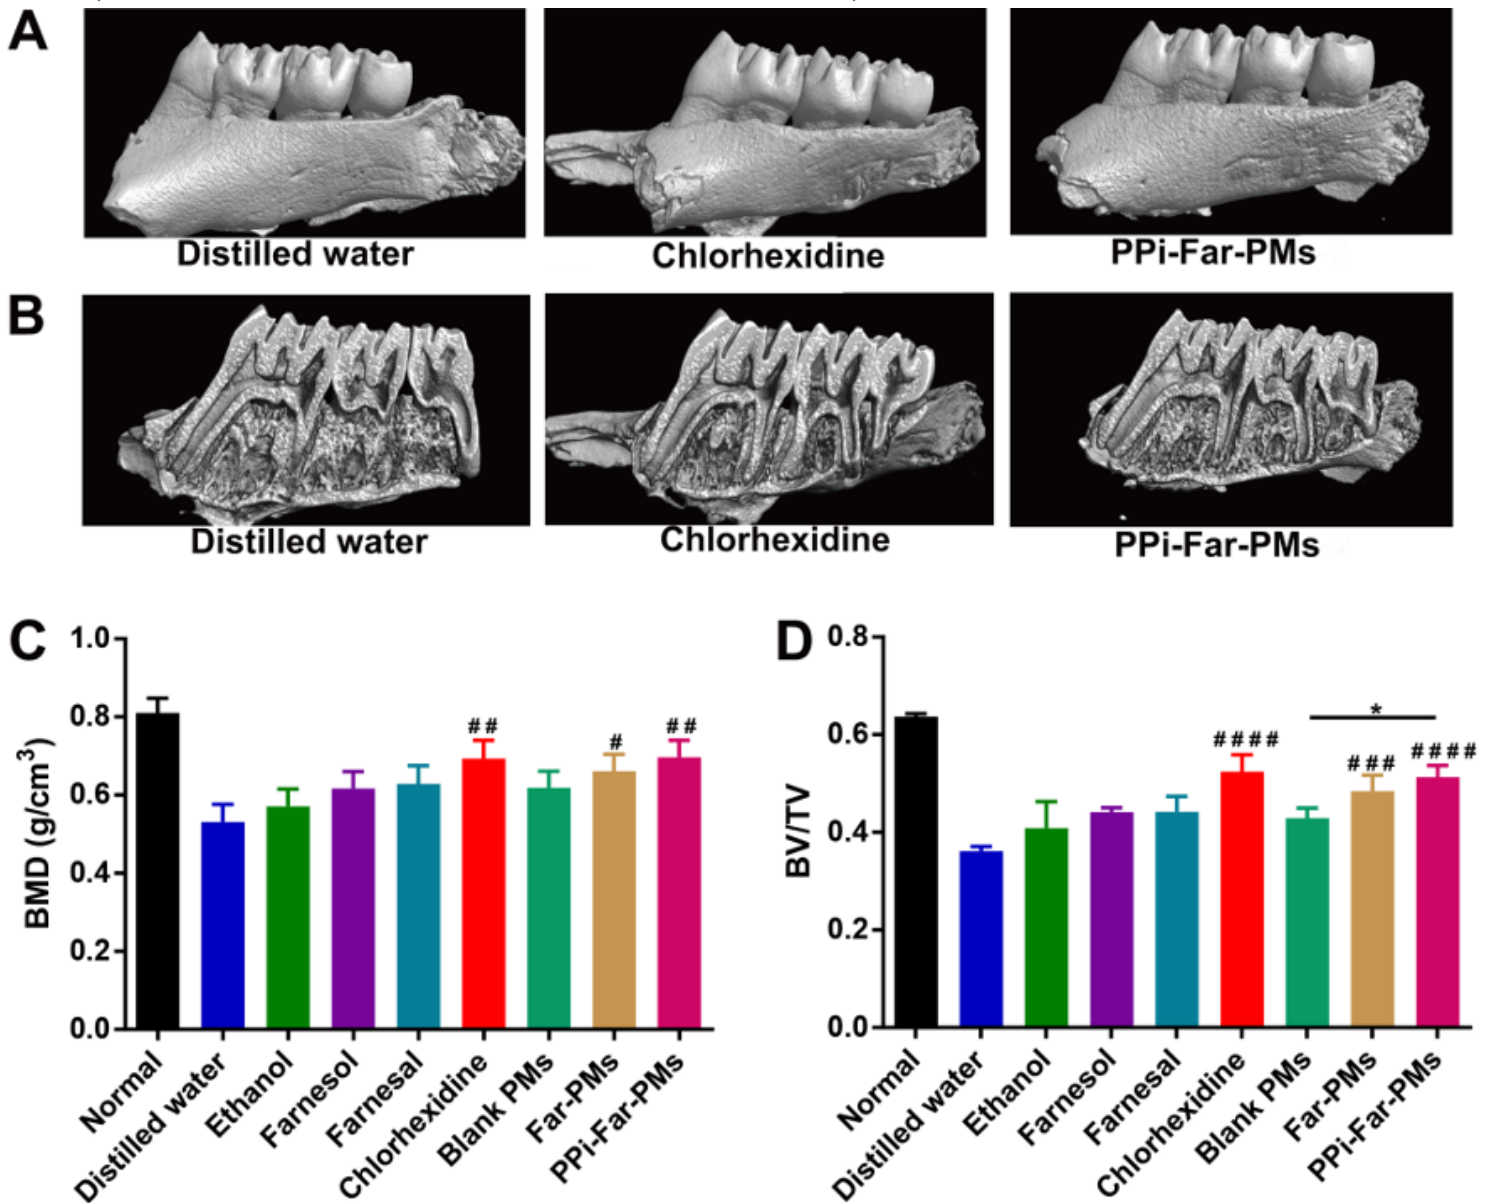 A
Distilled water
Chlorhexidine
PPi-Far-PMs
B
Distilled water
Chlorhexidine
PPi-Far-PMs
C
BMD (g/cm³)
1.0
0.8
0.6
0.4
0.2
0.0
##
#
##
Normal
Distilled water
Ethanol
Farnesol
Farnesal
Chlorhexidine
Blank PMs
Far-PMs
PPi-Far-PMs
D
BV/TV
0.8
0.6
0.4
0.2
0.0
*
####
###
####
Normal
Distilled water
Ethanol
Farnesol
Farnesal
Chlorhexidine
Blank PMs
Far-PMs
PPi-Far-PMs